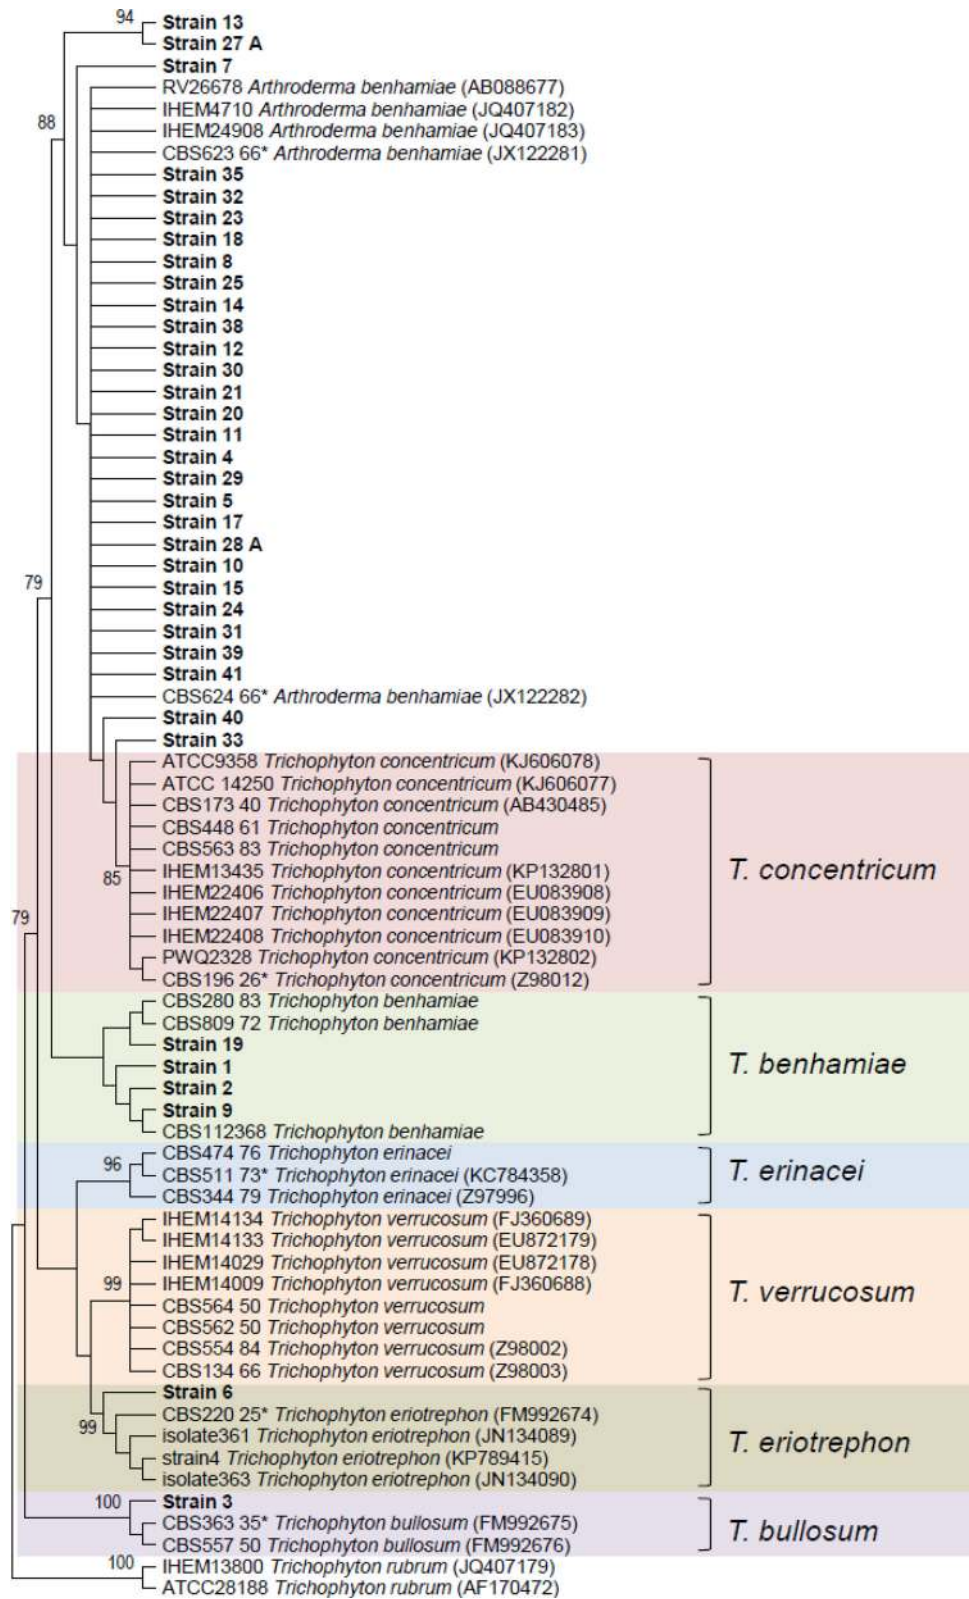 94
Strain 13
Strain 27 A
Strain 7
RV26678 Arthroderma benhamiae (AB088677)
IHEM4710 Arthroderma benhamiae (JQ407182)
88
IHEM24908 Arthroderma benhamiae (JQ407183)
CBS623 66* Arthroderma benhamiae (JX122281)
Strain 35
Strain 32
Strain 23
Strain 18
Strain 8
Strain 25
Strain 14
Strain 38
Strain 12
Strain 30
Strain 21
Strain 20
Strain 11
Strain 4
Strain 29
Strain 5
Strain 17
Strain 28 A
Strain 10
79
Strain 15
Strain 24
Strain 31
Strain 39
Strain 41
CBS624 66* Arthroderma benhamiae (JX122282)
Strain 40
Strain 33
ATCC9358 Trichophyton concentricum (KJ606078)
ATCC 14250 Trichophyton concentricum (KJ606077)
CBS173 40 Trichophyton concentricum (AB430485)
CBS448 61 Trichophyton concentricum
CBS563 83 Trichophyton concentricum
85
IHEM13435 Trichophyton concentricum (KP132801)
T. concentricum
IHEM22406 Trichophyton concentricum (EU083908)
79
IHEM22407 Trichophyton concentricum (EU083909)
IHEM22408 Trichophyton concentricum (EU083910)
PWQ2328 Trichophyton concentricum (KP132802)
CBS196 26* Trichophyton concentricum (Z98012)
CBS280 83 Trichophyton benhamiae
CBS809 72 Trichophyton benhamiae
Strain 19
Strain 1
T. benhamiae
Strain 2
Strain 9
CBS112368 Trichophyton benhamiae
CBS474 76 Trichophyton erinacei
96
CBS511 73* Trichophyton erinacei (KC784358)
T. erinacei
CBS344 79 Trichophyton erinacei (Z97996)
IHEM14134 Trichophyton verrucosum (FJ360689)
IHEM14133 Trichophyton verrucosum (EU872179)
IHEM14029 Trichophyton verrucosum (EU872178)
99
IHEM14009 Trichophyton verrucosum (FJ360688)
T. verrucosum
CBS564 50 Trichophyton verrucosum
CBS562 50 Trichophyton verrucosum
CBS554 84 Trichophyton verrucosum (Z98002)
CBS134 66 Trichophyton verrucosum (Z98003)
Strain 6
99
CBS220 25* Trichophyton eriotrephon (FM992674)
isolate361 Trichophyton eriotrephon (JN134089)
T. eriotrephon
strain4 Trichophyton eriotrephon (KP789415)
isolate363 Trichophyton eriotrephon (JN134090)
100
Strain 3
CBS363 35* Trichophyton bullosum (FM992675)
T. bullosum
CBS557 50 Trichophyton bullosum (FM992676)
100
IHEM13800 Trichophyton rubrum (JQ407179)
ATCC28188 Trichophyton rubrum (AF170472)